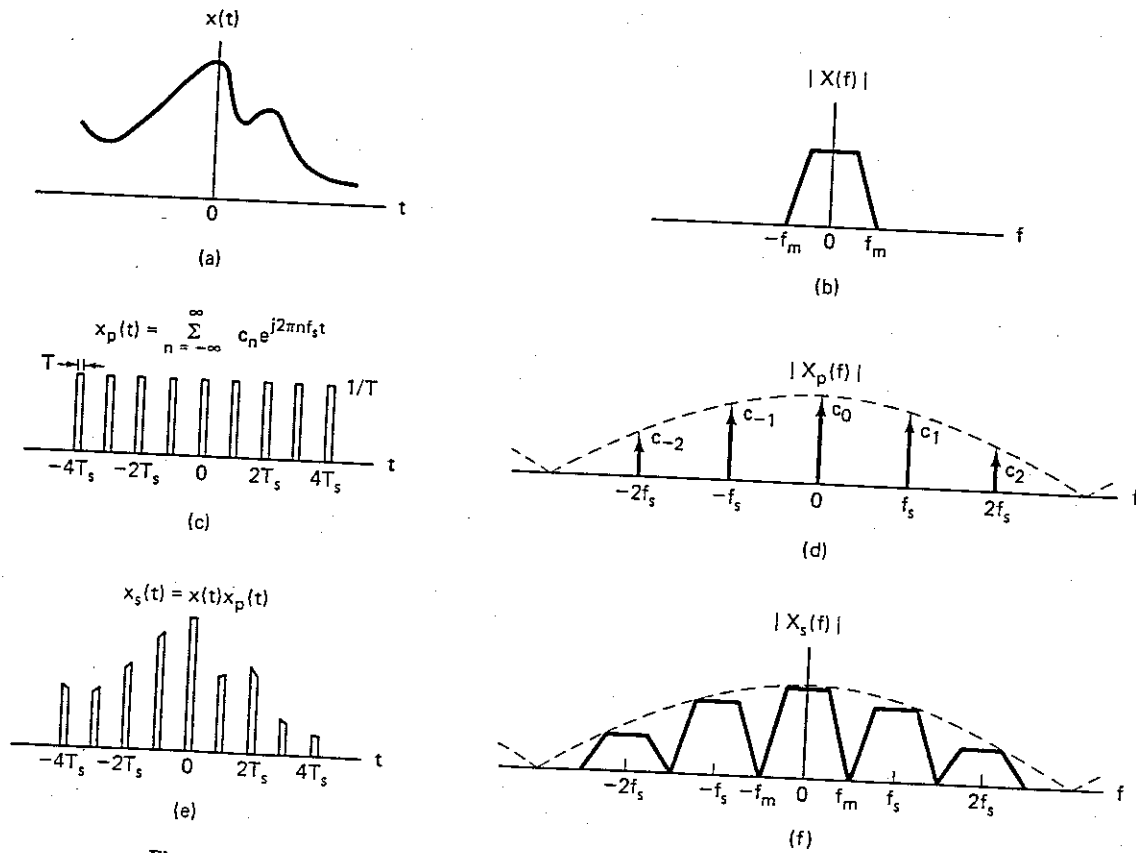 x(t)
0
t
(a)
| X(f) |
−f_m 0 f_m
f
(b)
x_p(t) = ∞ Σ n = −∞ c_n e^{j2πnf_s t}
T
1/T
−4T_s −2T_s 0 2T_s 4T_s
t
(c)
| X_p(f) |
c_{−2} c_{−1} c_0 c_1 c_2
−2f_s −f_s 0 f_s 2f_s
f
(d)
x_s(t) = x(t)x_p(t)
−4T_s −2T_s 0 2T_s 4T_s
t
(e)
| X_s(f) |
−2f_s −f_s −f_m 0 f_m f_s 2f_s
f
(f)